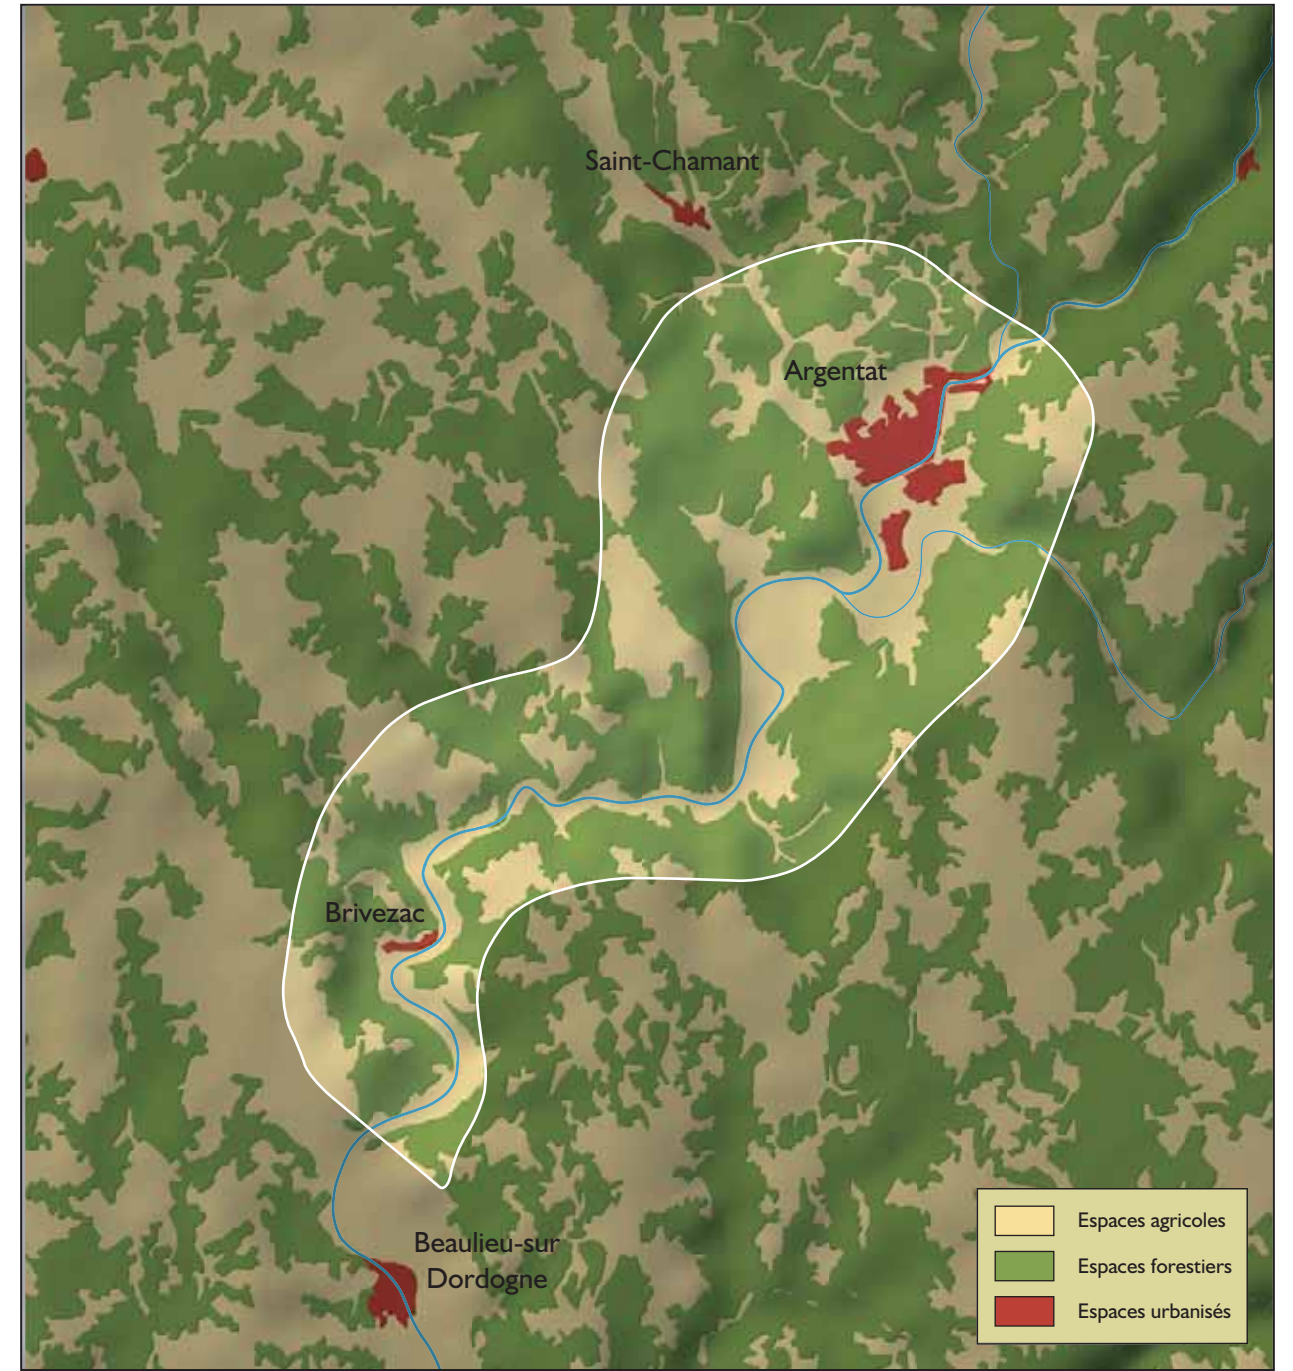 Saint-Chamant
Argentat
Brivezac
Beaulieu-sur
Dordogne
Espaces agricoles
Espaces forestiers
Espaces urbanisés